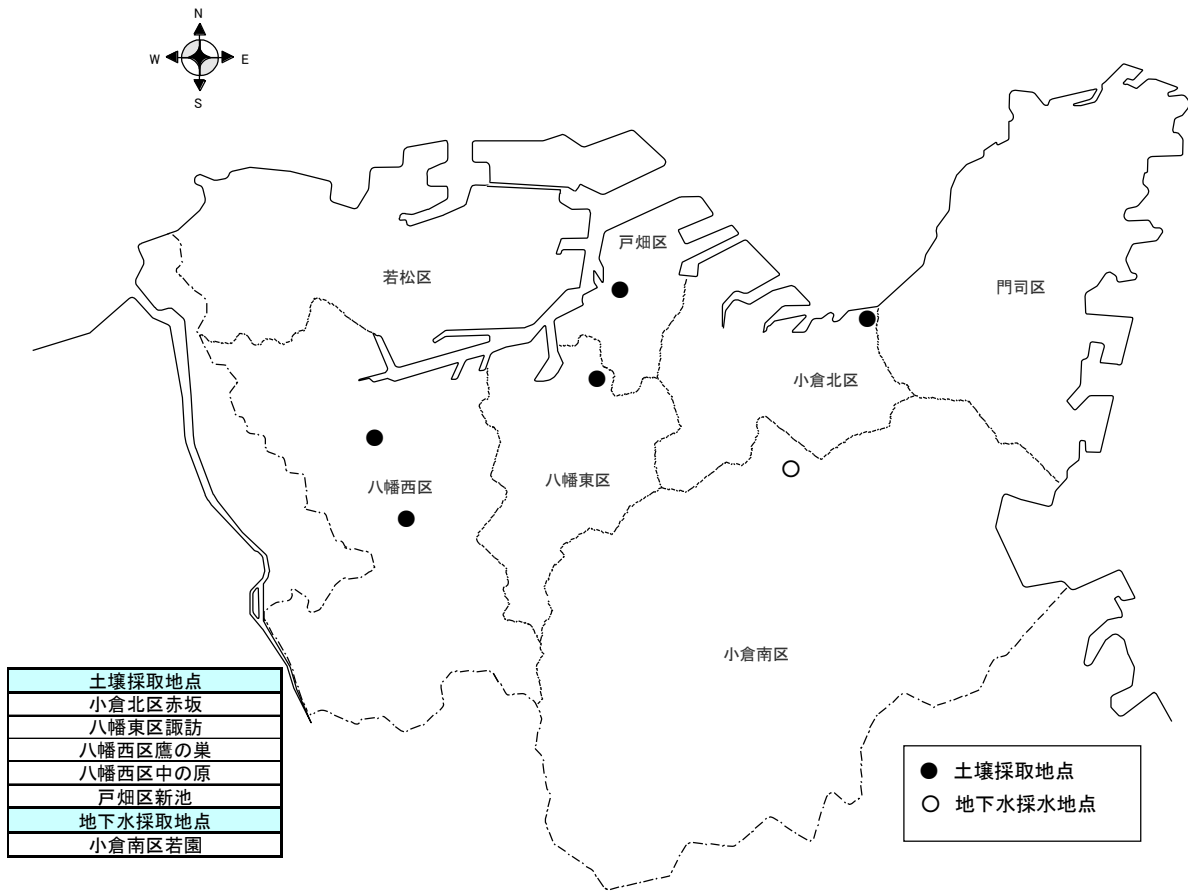 N
W
E
S
戸畑区
若松区
門司区
小倉北区
八幡西区
八幡東区
小倉南区
土壌採取地点
小倉北区赤坂
八幡東区諏訪
八幡西区鷹の巣
八幡西区中の原
戸畑区新池
地下水採取地点
小倉南区若園
土壌採取地点
地下水採水地点